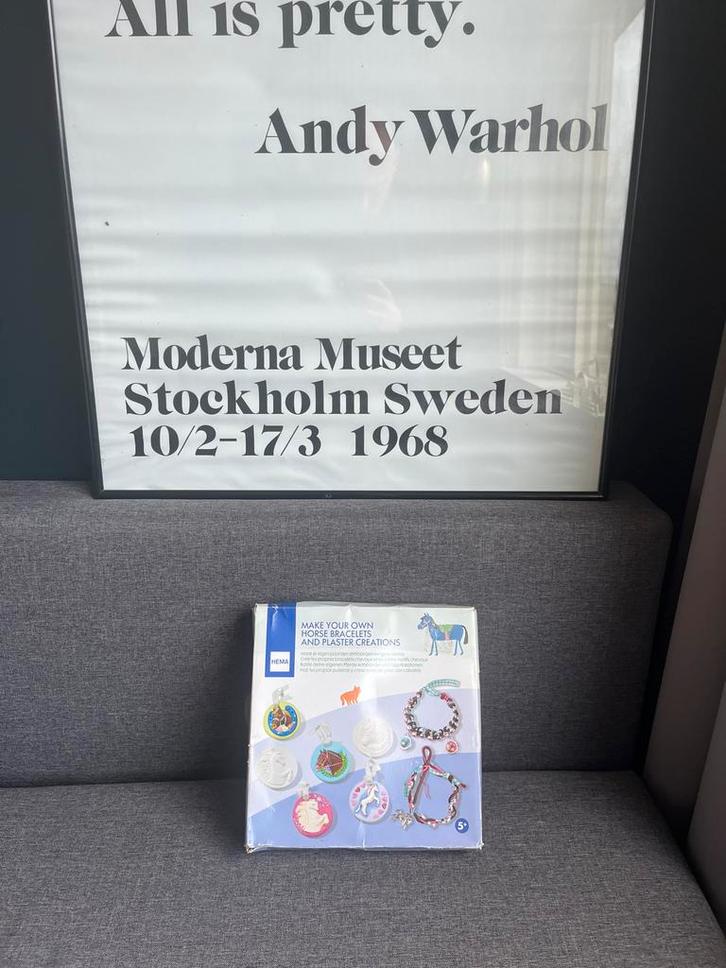 All is pretty.
Andy Warhol
Moderna Museet
Stockholm Sweden
10/2-17/3 1968
MAKE YOUR OWN
HORSE BRACELETS
AND PLASTER CREATIONS
HEMA
5+